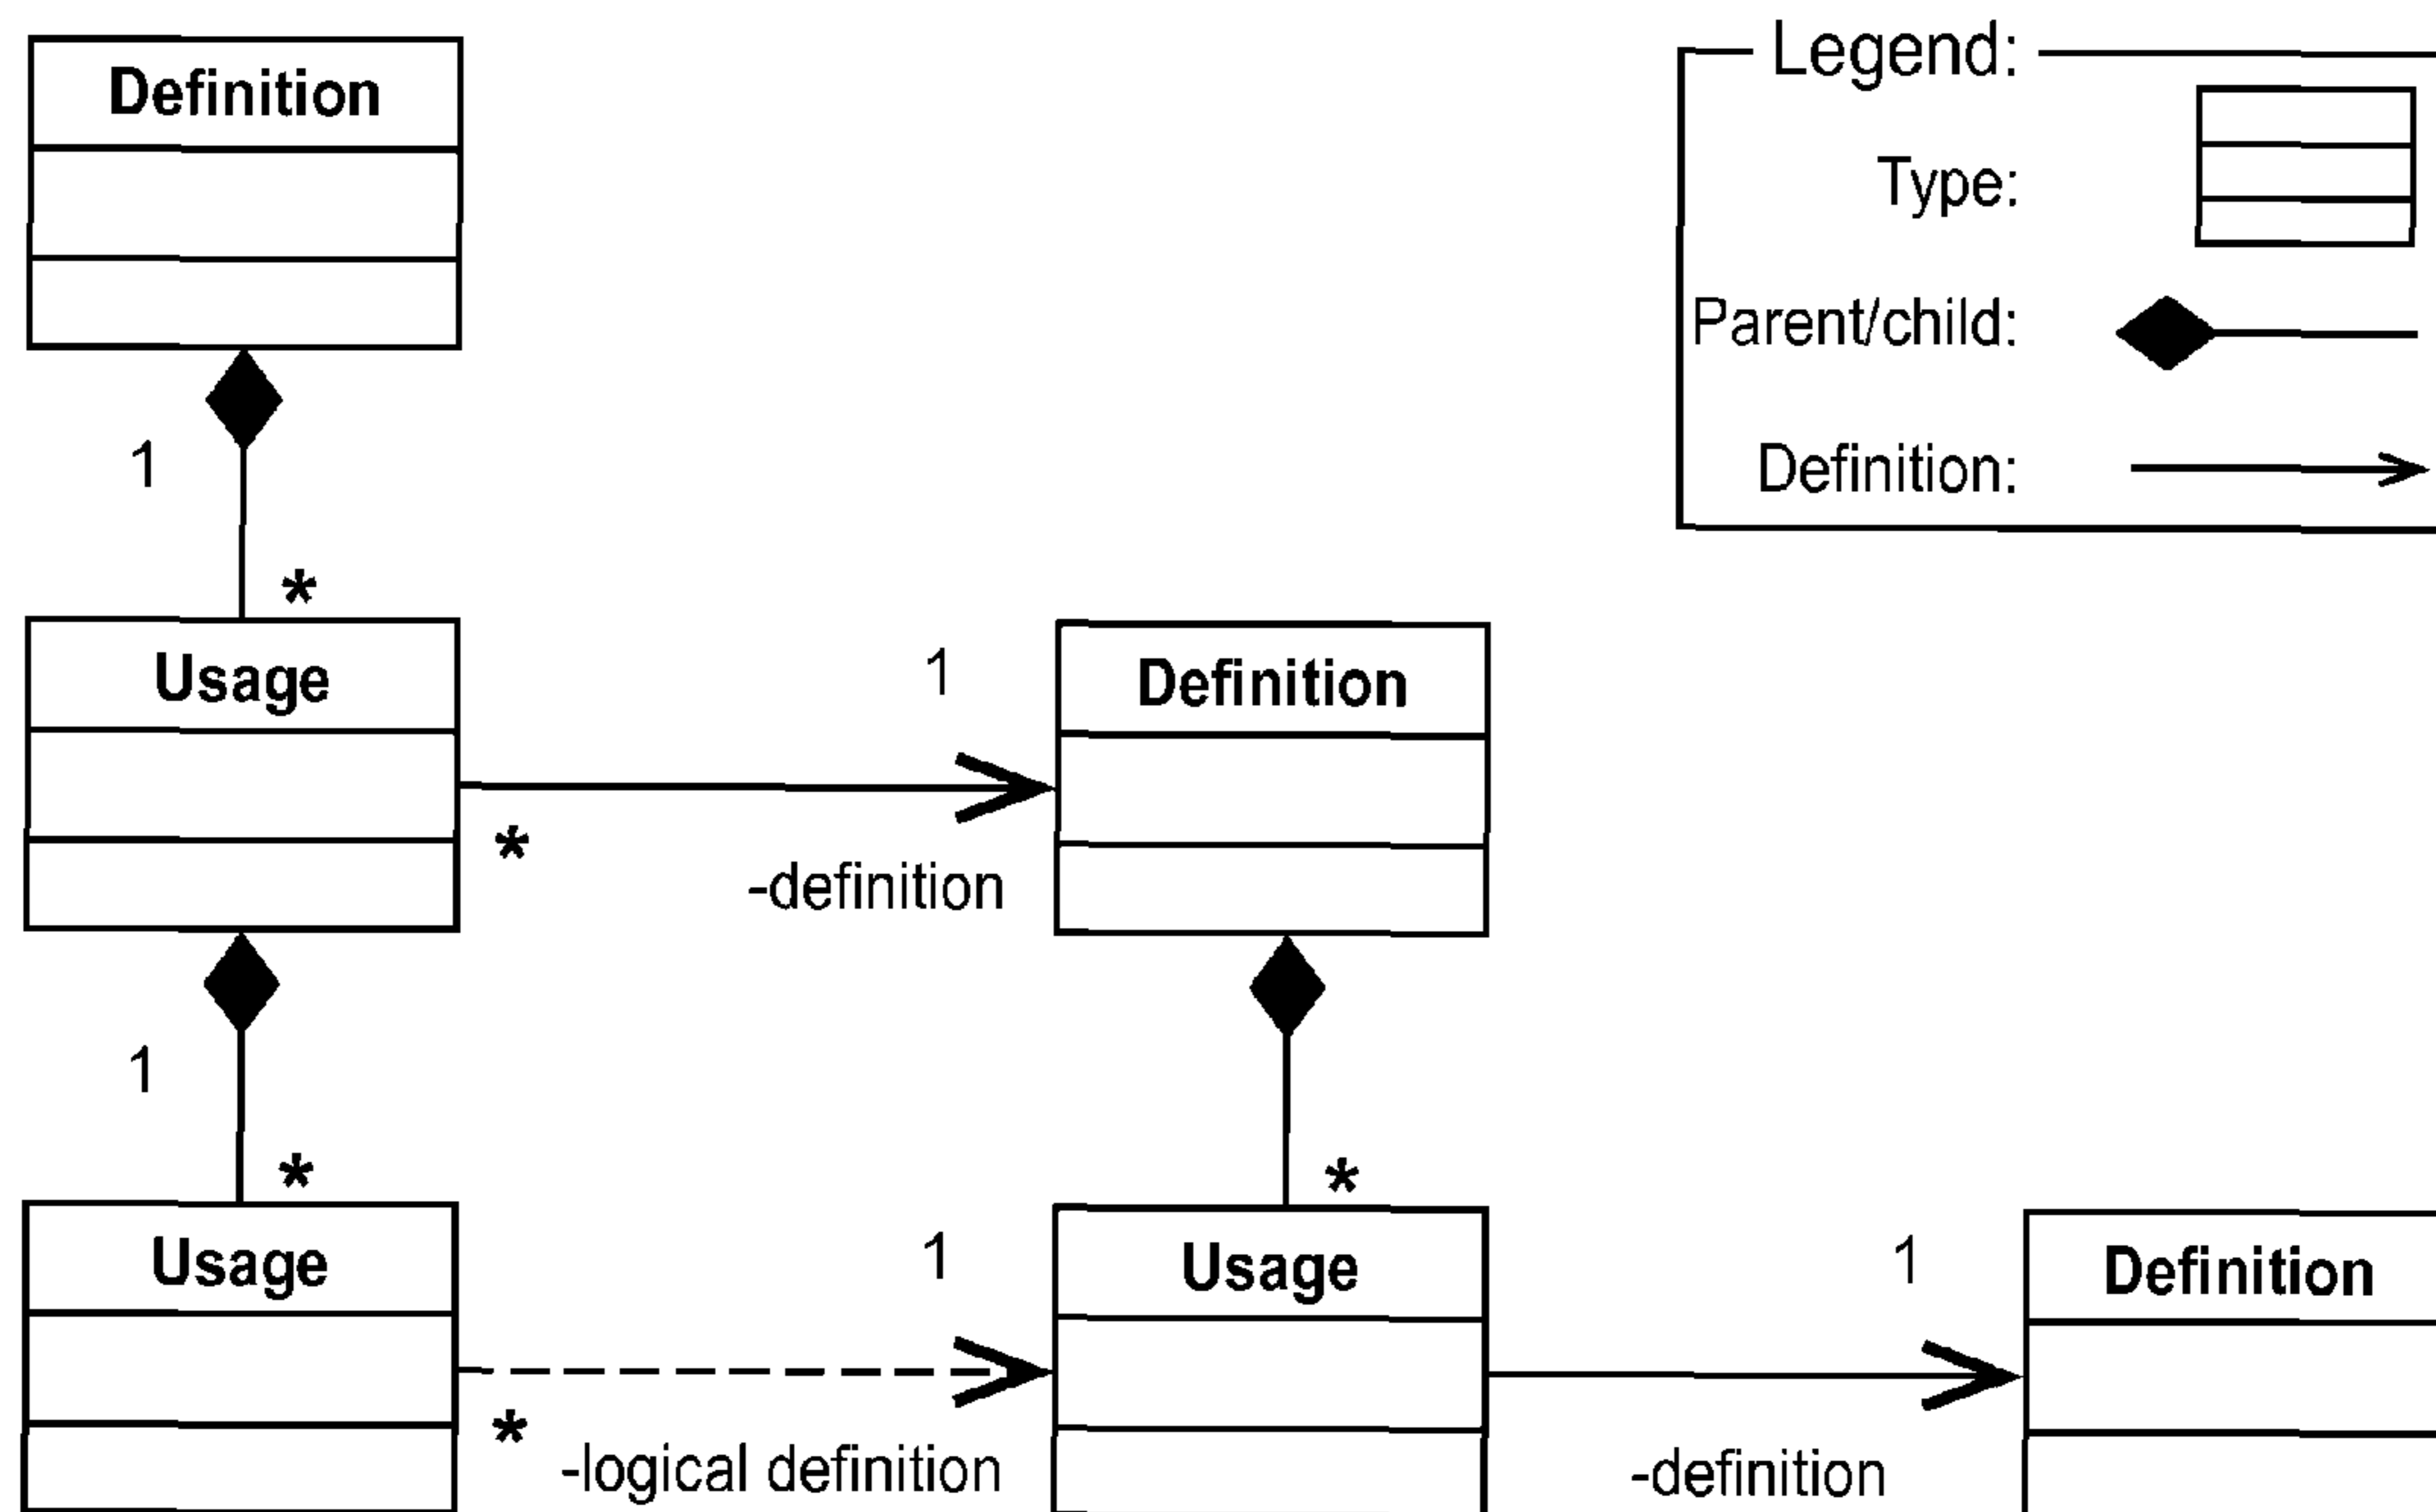 Legend:
Definition
Type:
Parent/child:
1
Definition:
*
Usage
1
Definition
*
-definition
1
*
*
Usage
1
Usage
1
Definition
*
-logical definition
-definition